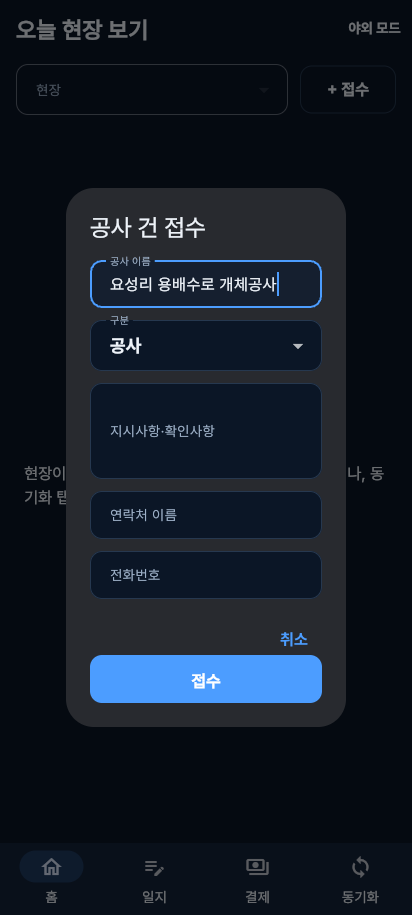 오늘 현장 보기
야외 모드
현장
+ 접수
공사 건 접수
공사 이름
요성리 용배수로 개체공사
구분
공사
지시사항·확인사항
현장이
나, 동
기화 탭
연락처 이름
전화번호
취소
접수
홈
일지
결제
동기화